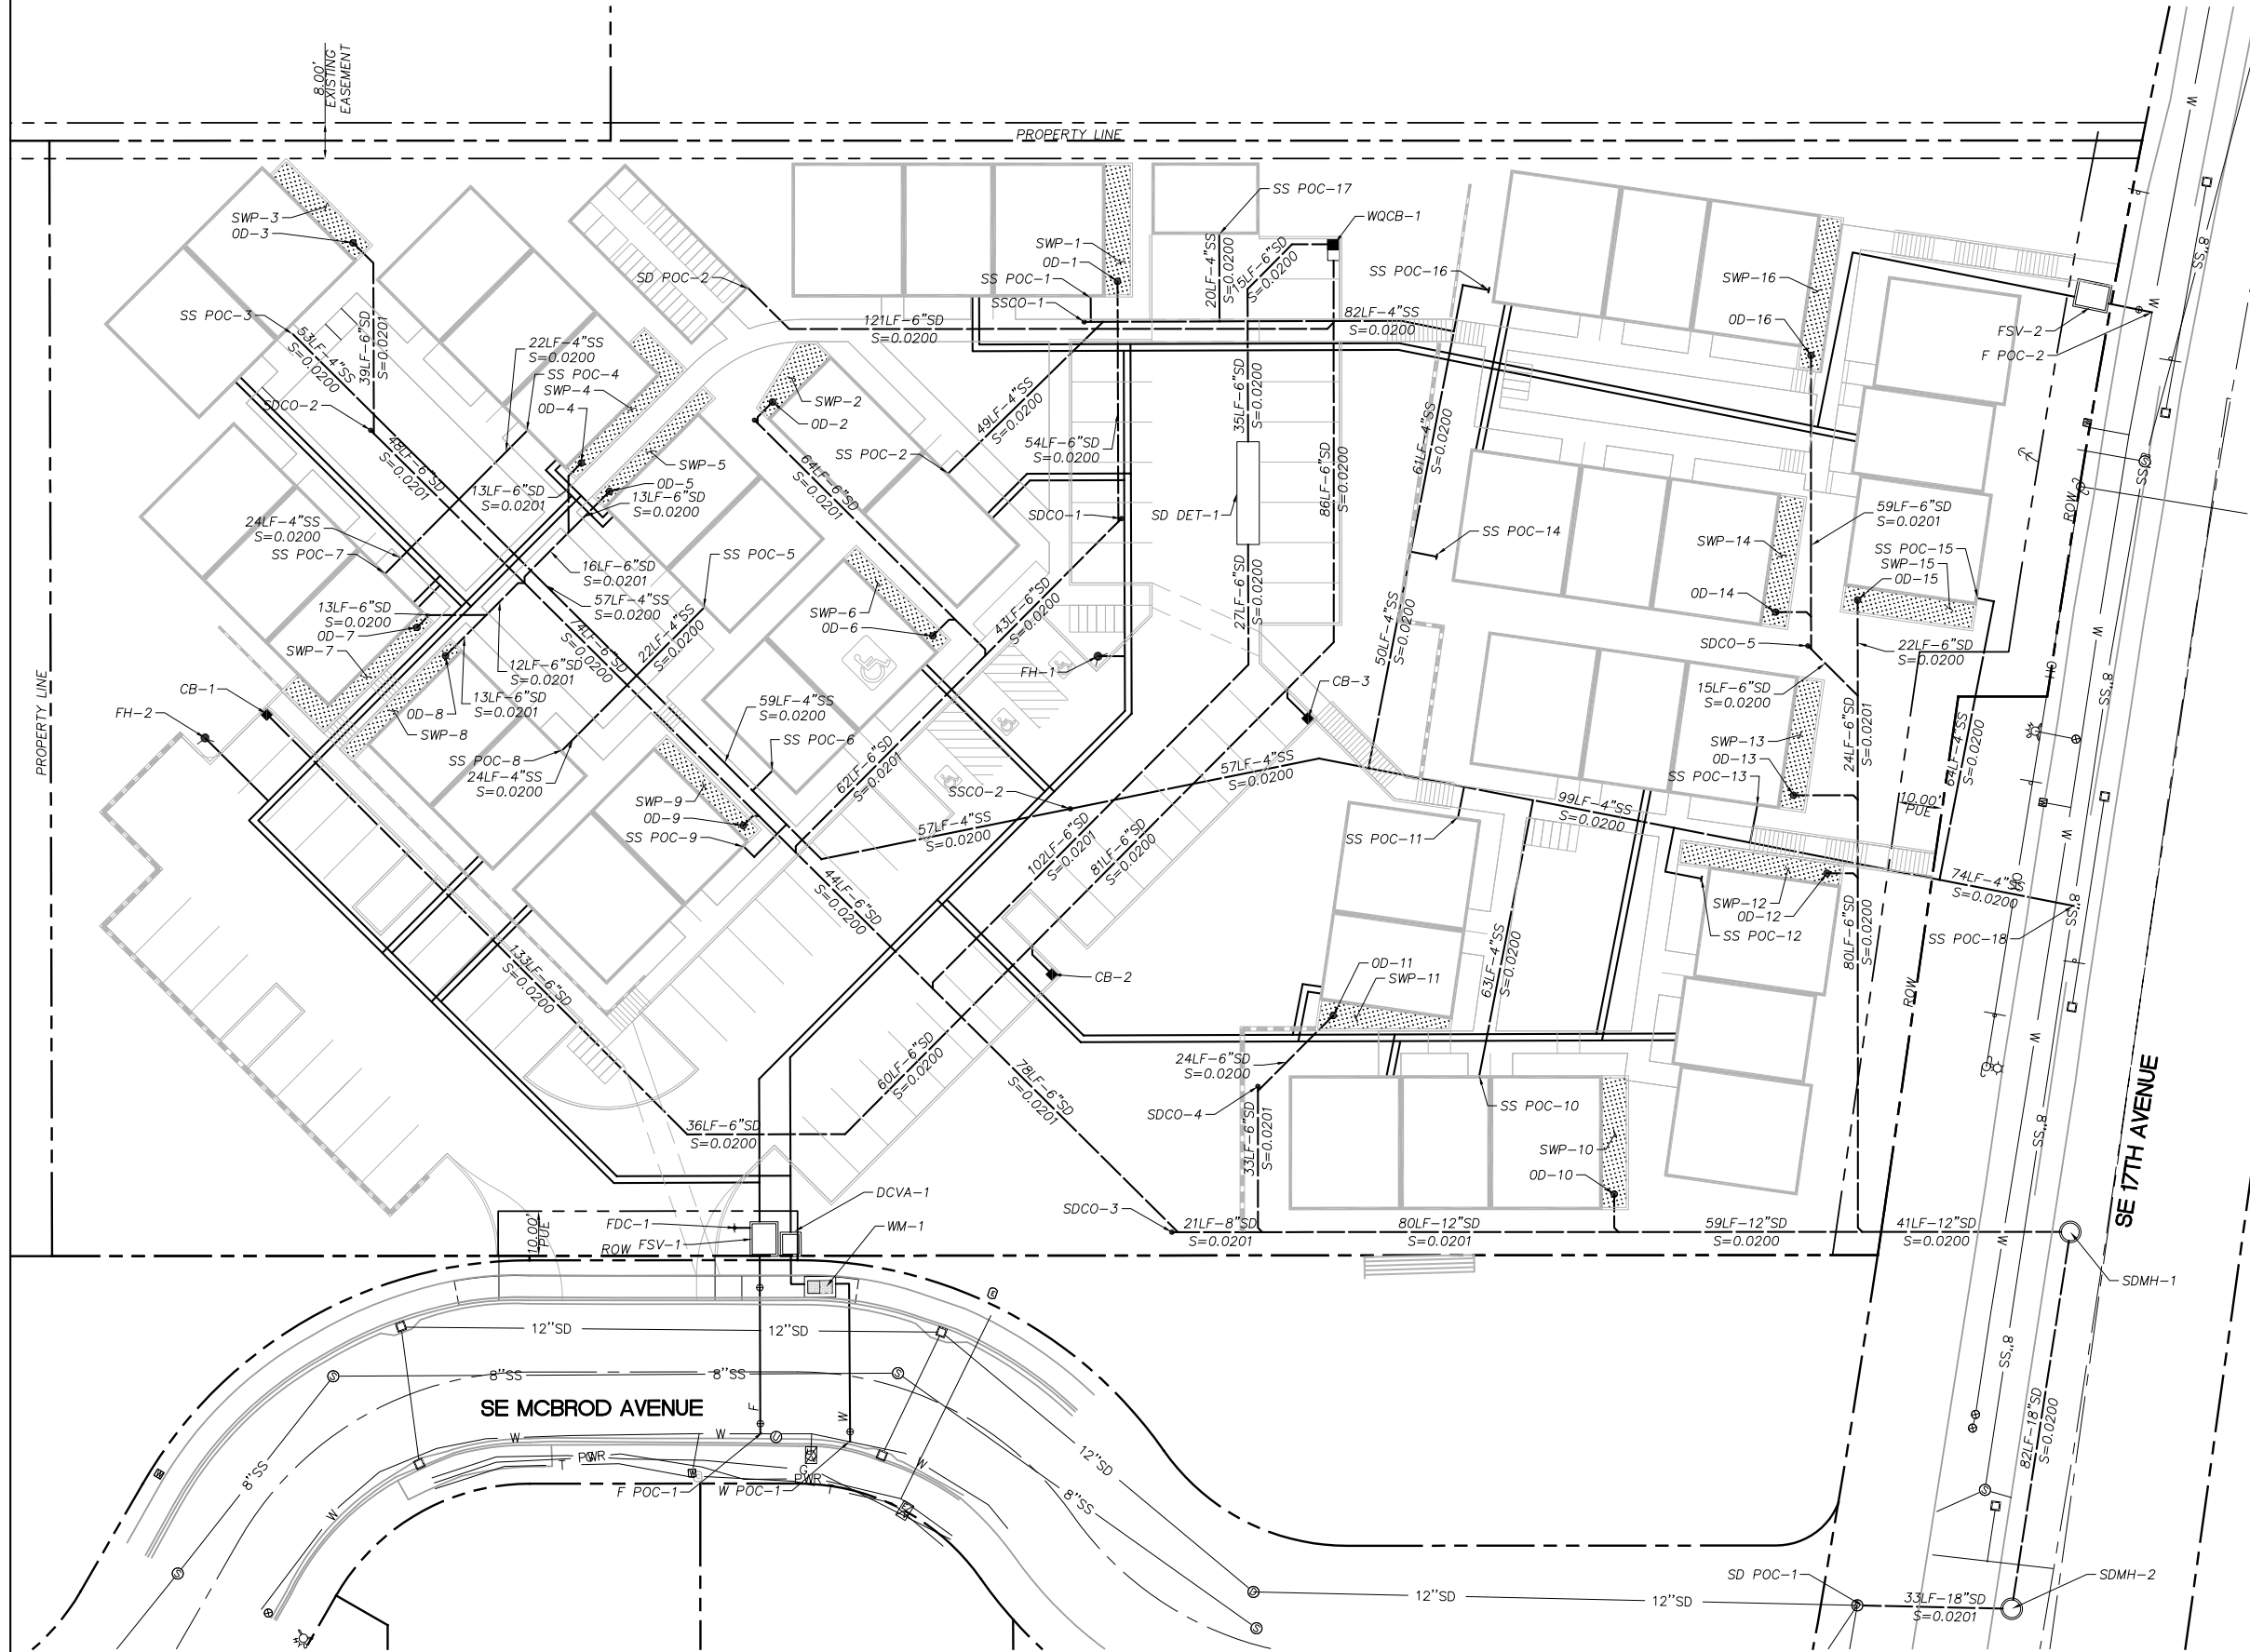 8.00'
EXISTING
EASEMENT
PROPERTY LINE
SWP-3
OD-3
SD POC-2
SS POC-3
53LF-4"SS
S=0.0200
39LF-6"SD
S=0.0201
SDCO-2
22LF-4"SS
S=0.0200
SS POC-4
SWP-4
OD-4
SWP-1
OD-1
SS POC-1
SSCO-1
121LF-6"SD
S=0.0200
SS POC-17
20LF-4"SS
S=0.0200
15LF-6"SD
S=0.0200
WQCB-1
82LF-4"SS
S=0.0200
SS POC-16
SWP-16
OD-16
FSV-2
F POC-2
W
8"SS
SWP-2
OD-2
49LF-4"SS
S=0.0200
SS POC-2
54LF-6"SD
S=0.0200
35LF-6"SD
S=0.0200
61LF-4"SS
S=0.0200
48LF-6"SD
S=0.0201
64LF-6"SD
S=0.0201
SWP-5
OD-5
13LF-6"SD
S=0.0200
13LF-6"SD
S=0.0201
24LF-4"SS
S=0.0200
SS POC-7
SDCO-1
SD DET-1
86LF-6"SD
S=0.0200
SS POC-14
SWP-14
OD-14
59LF-6"SD
S=0.0201
SS POC-15
SWP-15
OD-15
ROW
8"SS
SS POC-5
16LF-6"SD
S=0.0201
57LF-4"SS
S=0.0200
13LF-6"SD
S=0.0200
OD-7
SWP-7
SWP-6
OD-6
43LF-6"SD
S=0.0200
27LF-6"SD
S=0.0200
FH-1
50LF-4"SS
S=0.0200
SDCO-5
22LF-6"SD
S=0.0200
15LF-6"SD
S=0.0200
24LF-6"SD
S=0.0201
64LF-4"SS
S=0.0200
W
8"SS
PROPERTY LINE
CB-1
FH-2
12LF-6"SD
S=0.0201
13LF-6"SD
S=0.0201
OD-8
SWP-8
S=0.0200
22LF-4"SS
S=0.0200
SS POC-8
24LF-4"SS
S=0.0200
59LF-4"SS
S=0.0200
SS POC-6
62LF-6"SD
S=0.0201
SSCO-2
CB-3
57LF-4"SS
S=0.0200
SWP-13
OD-13
SS POC-13
10.00'
PUE
SWP-9
OD-9
SS POC-9
57LF-4"SS
S=0.0200
102LF-6"SD
S=0.0201
81LF-6"SD
S=0.0200
99LF-4"SS
S=0.0200
SS POC-11
SWP-12
OD-12
SS POC-12
74LF-4"SS
S=0.0200
SS POC-18
8"SS
W
44LF-6"SD
S=0.0200
133LF-6"SD
S=0.0200
CB-2
OD-11
SWP-11
63LF-4"SS
S=0.0200
80LF-6"SD
S=0.0200
ROW
60LF-6"SD
S=0.0200
78LF-6"SD
S=0.0201
24LF-6"SD
S=0.0200
SDCO-4
33LF-6"SD
S=0.0201
SS POC-10
SWP-10
OD-10
W
8"SS
SE 17TH AVENUE
36LF-6"SD
S=0.0200
DCVA-1
FDC-1
FSV-1
WM-1
10.00'
PUE
ROW
SDCO-3
21LF-8"SD
S=0.0201
80LF-12"SD
S=0.0201
59LF-12"SD
S=0.0200
41LF-12"SD
S=0.0200
SDMH-1
W
8"SS
12"SD
12"SD
8"SS
8"SS
SE MCBROD AVENUE
F
W
8"SS
W
W
W
W
PWR
T
G
PWR
T
F POC-1
W POC-1
12"SD
8"SS
82LF-18"SD
S=0.0200
SD POC-1
SDMH-2
12"SD
12"SD
33LF-18"SD
S=0.0201